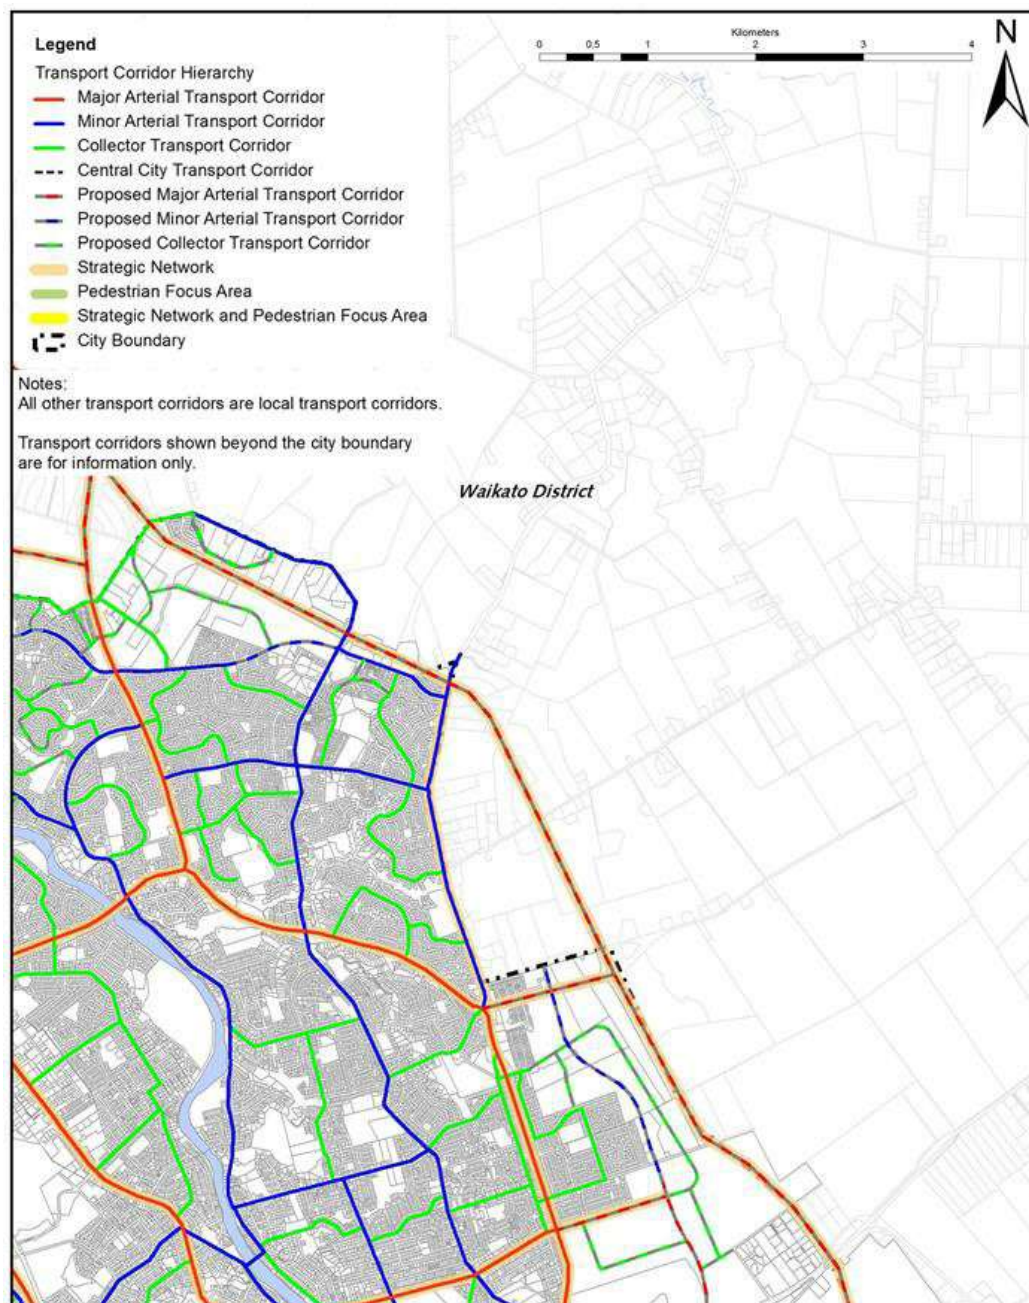 Legend
Transport Corridor Hierarchy
Major Arterial Transport Corridor
Minor Arterial Transport Corridor
Collector Transport Corridor
Central City Transport Corridor
Proposed Major Arterial Transport Corridor
Proposed Minor Arterial Transport Corridor
Proposed Collector Transport Corridor
Strategic Network
Pedestrian Focus Area
Strategic Network and Pedestrian Focus Area
City Boundary
Notes:
All other transport corridors are local transport corridors.
Transport corridors shown beyond the city boundary
are for information only.
Kilometers
0 0.5 1 2 3 4
N
Waikato District